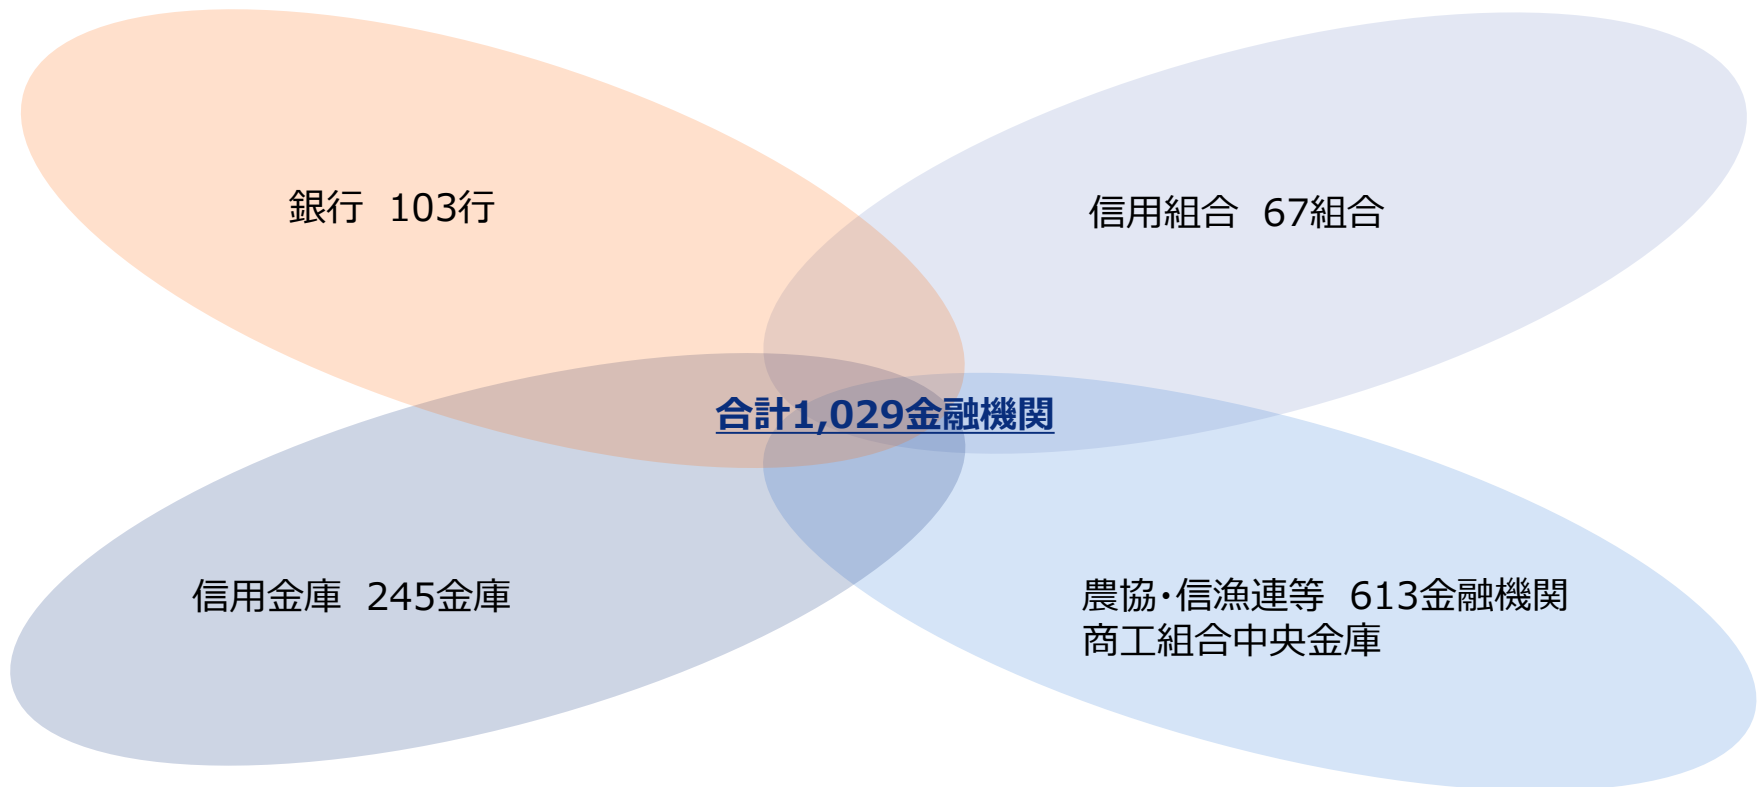 銀行 103行
信用組合 67組合
合計1,029金融機関
信用金庫 245金庫
農協・信漁連等 613金融機関
商工組合中央金庫